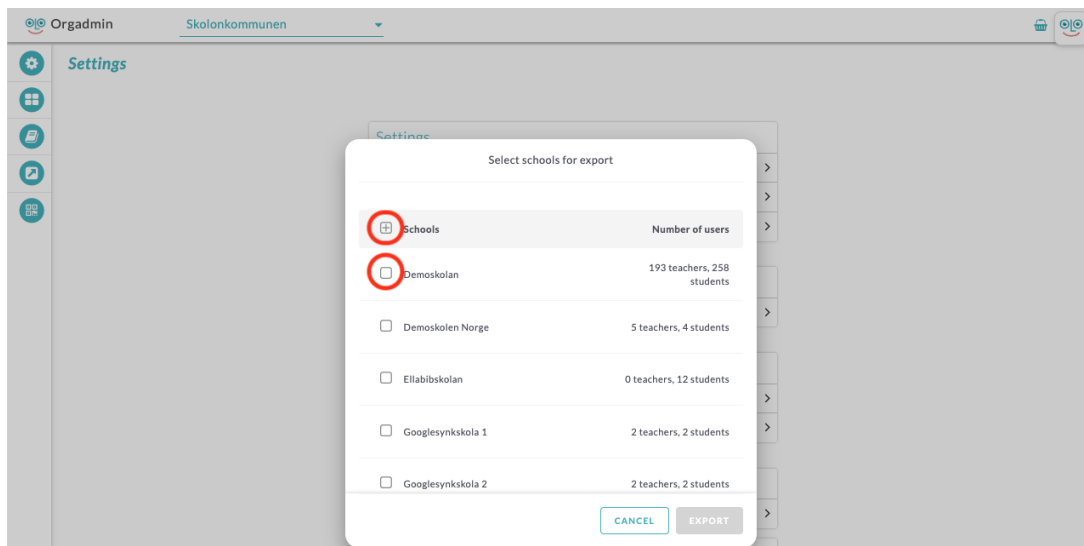 Orgadmin
Skolonkommunen
Settings
Settings
Select schools for export
Schools Number of users
Demoskolan 193 teachers, 258
students
Demoskolen Norge 5 teachers, 4 students
Ellabibskolan 0 teachers, 12 students
Googlesynkskola 1 2 teachers, 2 students
Googlesynkskola 2 2 teachers, 2 students
CANCEL EXPORT